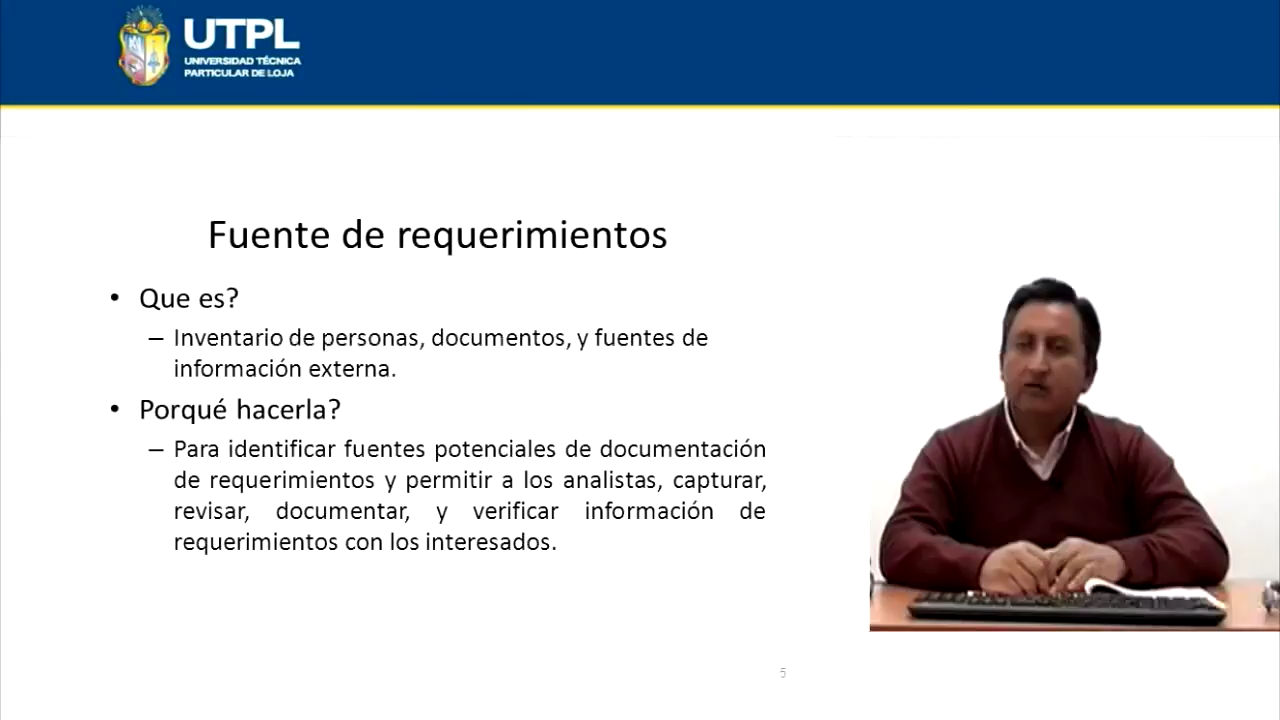 UTPL
UNIVERSIDAD TÉCNICA
PARTICULAR DE LOJA
Fuente de requerimientos
• Que es?
– Inventario de personas, documentos, y fuentes de
información externa.
• Porqué hacerla?
– Para identificar fuentes potenciales de documentación
de requerimientos y permitir a los analistas, capturar,
revisar, documentar, y verificar información de
requerimientos con los interesados.
5